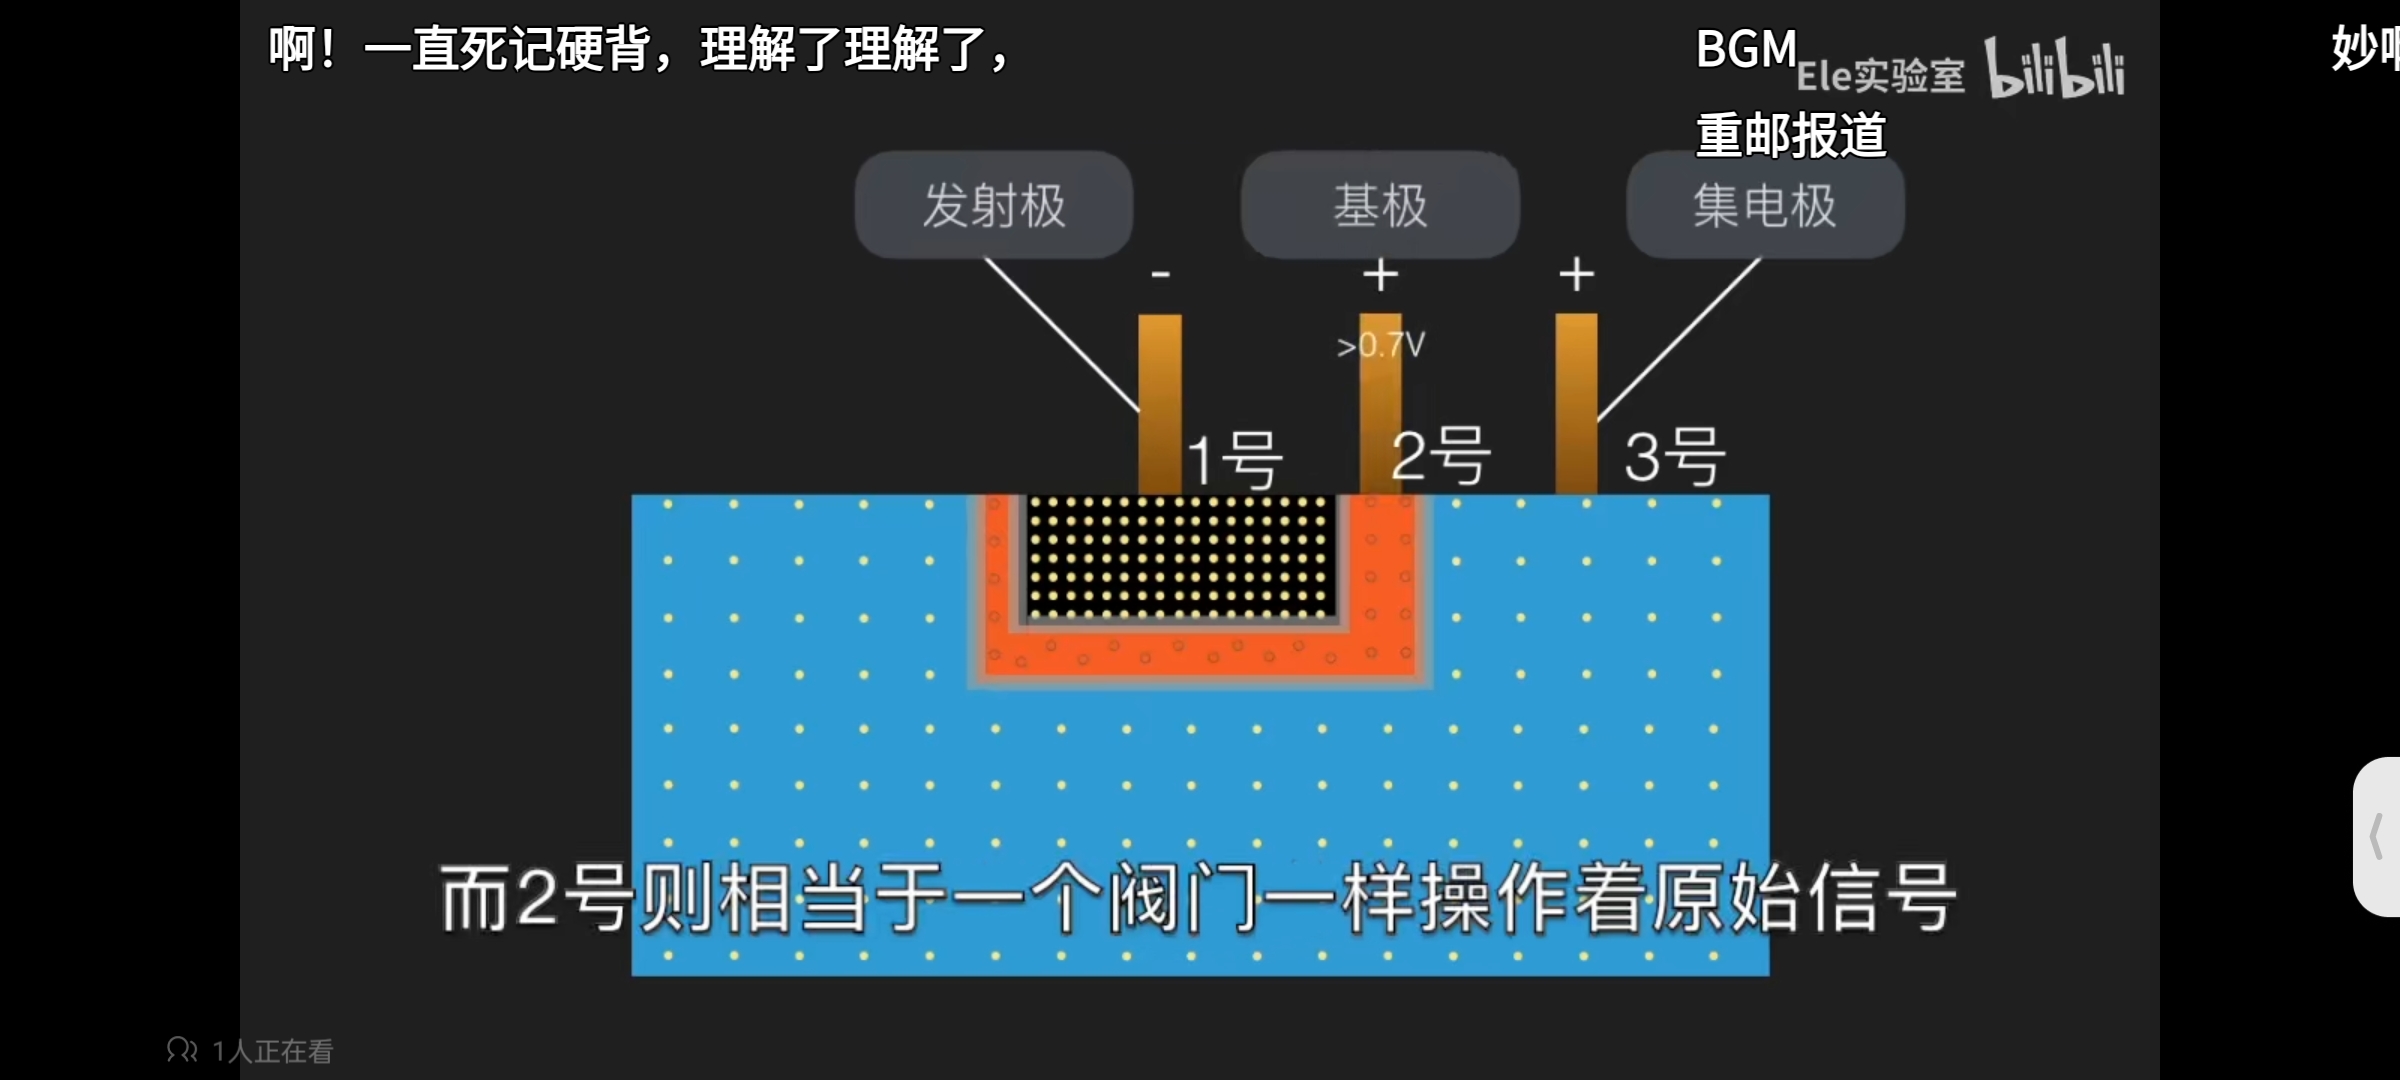 啊！一直死记硬背，理解了理解了，
BGM
Ele实验室 bilibili
重邮报道
发射极
基极
集电极
-
+
+
>0.7V
1号
2号
3号
而2号则相当于一个阀门一样操作着原始信号
1人正在看